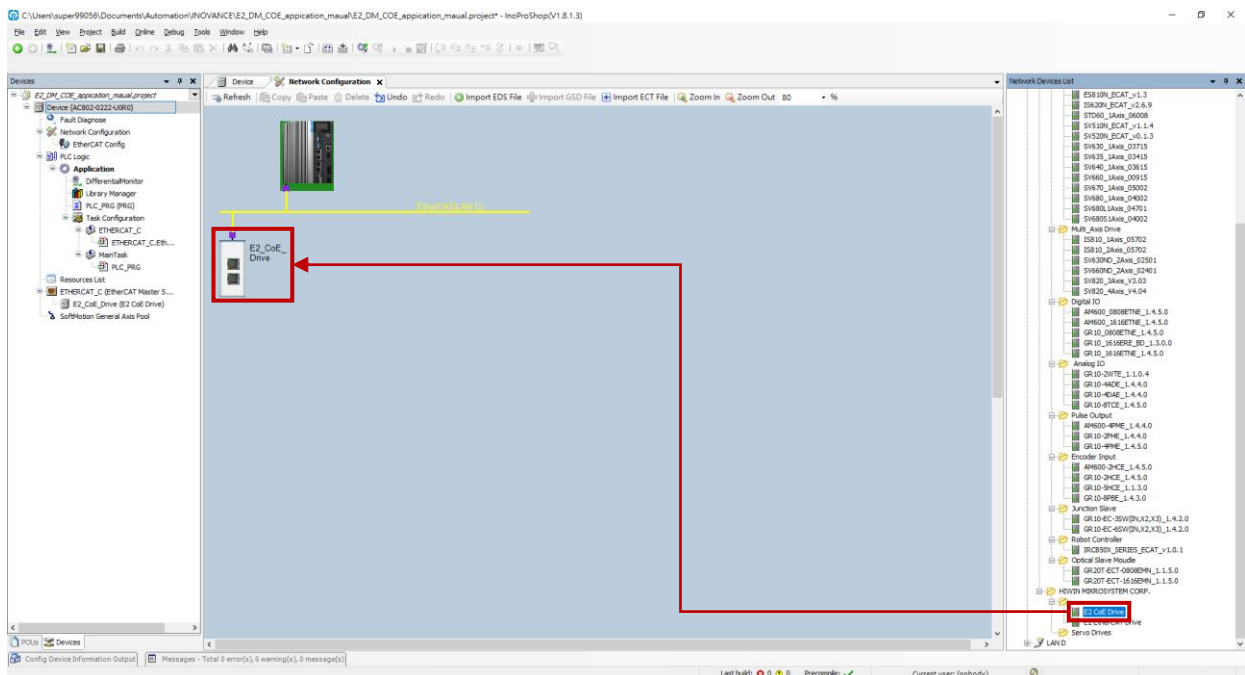 C:\Users\super99056\Documents\Automation\INOVANCE\E2_DM_COE_appication_maual\E2_DM_COE_appication_maual.project* - InoProShop(V1.8.1.3)
File Edit View Project Build Online Debug Tools Window Help
Devices
E2_DM_COE_appication_maual.project
Device (AC802-0222-U0R0)
Fault Diagnose
Network Configuration
EtherCAT Config
PLC Logic
Application
DifferentialMonitor
Library Manager
PLC_PRG (PRG)
Task Configuration
ETHERCAT_C
ETHERCAT_C.Eth...
MainTask
PLC_PRG
Resources List
ETHERCAT_C (EtherCAT Master S...
E2_CoE_Drive (E2 CoE Drive)
SoftMotion General Axis Pool
POUs Devices
Device Network Configuration
Refresh Copy Paste Delete Undo Redo Import EDS File Import GSD File Import ECT File Zoom In Zoom Out 80 %
EtherCAT(LAN C)
E2_CoE_
Drive
Network Devices List
ES810N_ECAT_v1.3
IS620N_ECAT_v2.6.9
STD60_1Axis_06008
SV510N_ECAT_v1.1.4
SV520N_ECAT_v0.1.3
SV630_1Axis_03715
SV635_1Axis_03415
SV640_1Axis_03615
SV660_1Axis_00915
SV670_1Axis_05002
SV680_1Axis_04002
SV680L1Axis_04701
SV680S1Axis_04002
Multi_Axis Drive
IS810_1Axis_05702
IS810_2Axis_05702
SV630ND_2Axis_02501
SV660ND_2Axis_02401
SV820_3Axis_V3.03
SV820_4Axis_V4.04
Digital IO
AM600_0808ETNE_1.4.5.0
AM600_1616ETNE_1.4.5.0
GR10_0808ETNE_1.4.5.0
GR10_1616ERE_BD_1.3.0.0
GR10_1616ETNE_1.4.5.0
Analog IO
GR10-2WTE_1.1.0.4
GR10-4ADE_1.4.4.0
GR10-4DAE_1.4.4.0
GR10-8TCE_1.4.5.0
Pulse Output
AM600-4PME_1.4.4.0
GR10-2PHE_1.4.4.0
GR10-4PME_1.4.5.0
Encoder Input
AM600-2HCE_1.4.5.0
GR10-2HCE_1.4.5.0
GR10-5HCE_1.1.3.0
GR10-8PBE_1.4.3.0
Junction Slave
GR10-EC-3SW(IN,X2,X3)_1.4.2.0
GR10-EC-6SW(IN,X2,X3)_1.4.2.0
Robot Controller
IRCB50X_SERIES_ECAT_v1.0.1
Optical Slave Moudle
GR20T-ECT-0808EMN_1.1.5.0
GR20T-ECT-1616EMN_1.1.5.0
HIWIN MIKROSYSTEM CORP.
E2 CoE Drive
E2 EtherCAT Drive
Servo Drives
LAN D
Config Device Information Output Messages - Total 0 error(s), 0 warning(s), 0 message(s)
Last build: 0 0 Precompile: Current user: (nobody)